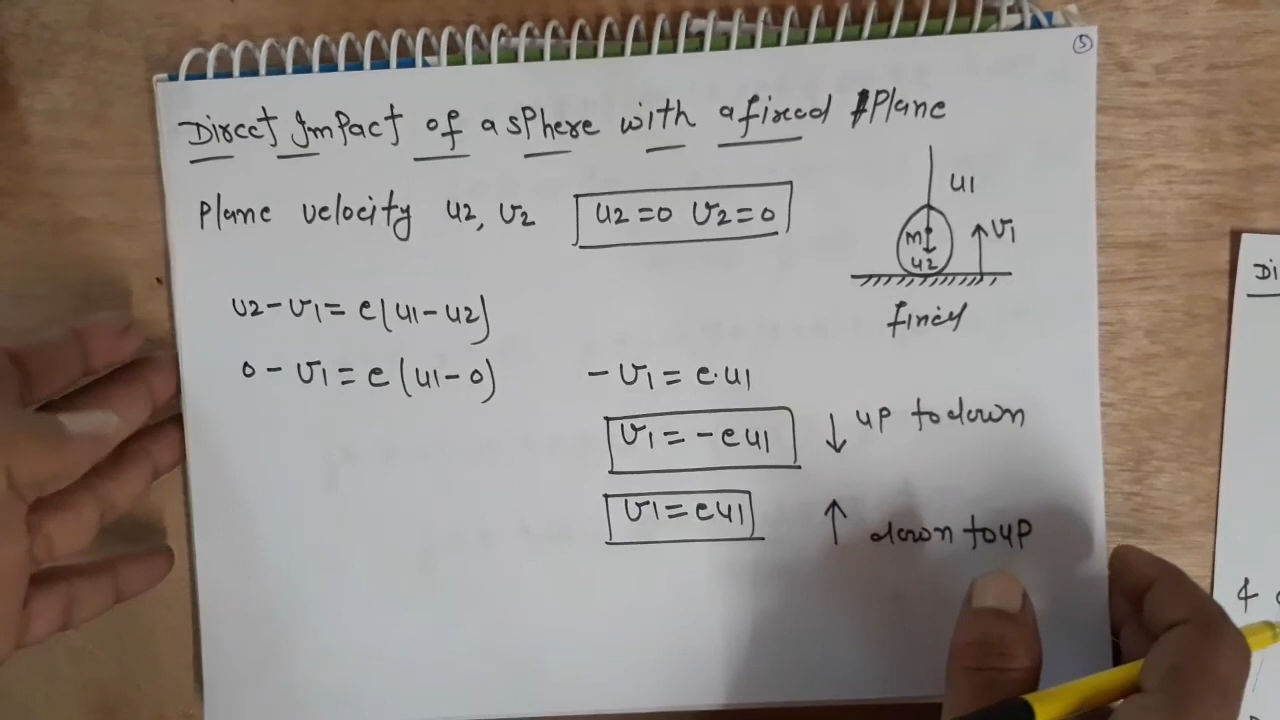 5
Direct Impact of a sphere with a fixed Plane
Plane velocity u2, v2 u2=0 v2=0
u1
m
u2
v1
fixed
u2-v1= e(u1-u2)
0-v1= e(u1-0) -v1= e.u1
v1=-eu1 ↓ up to down
v1=eu1 ↑ down to up
Di